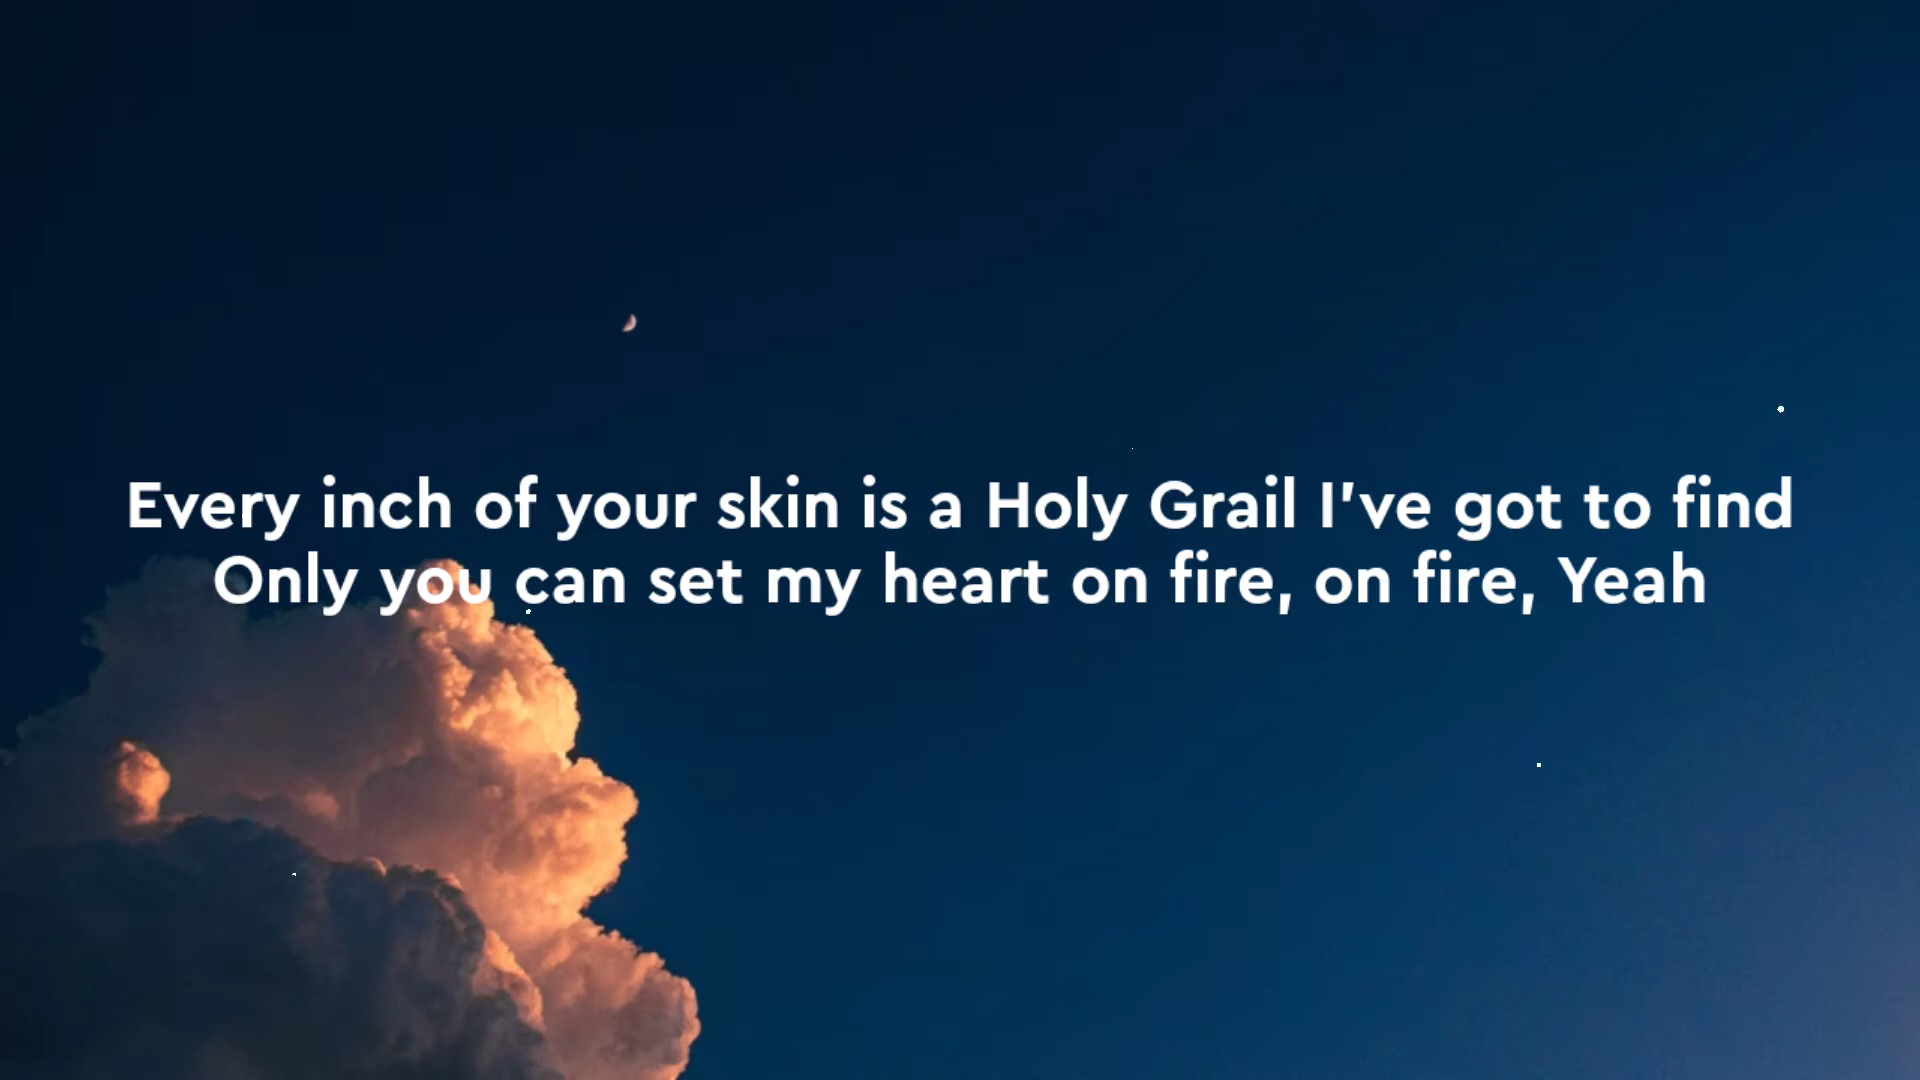 Every inch of your skin is a Holy Grail I've got to find
Only you can set my heart on fire, on fire, Yeah